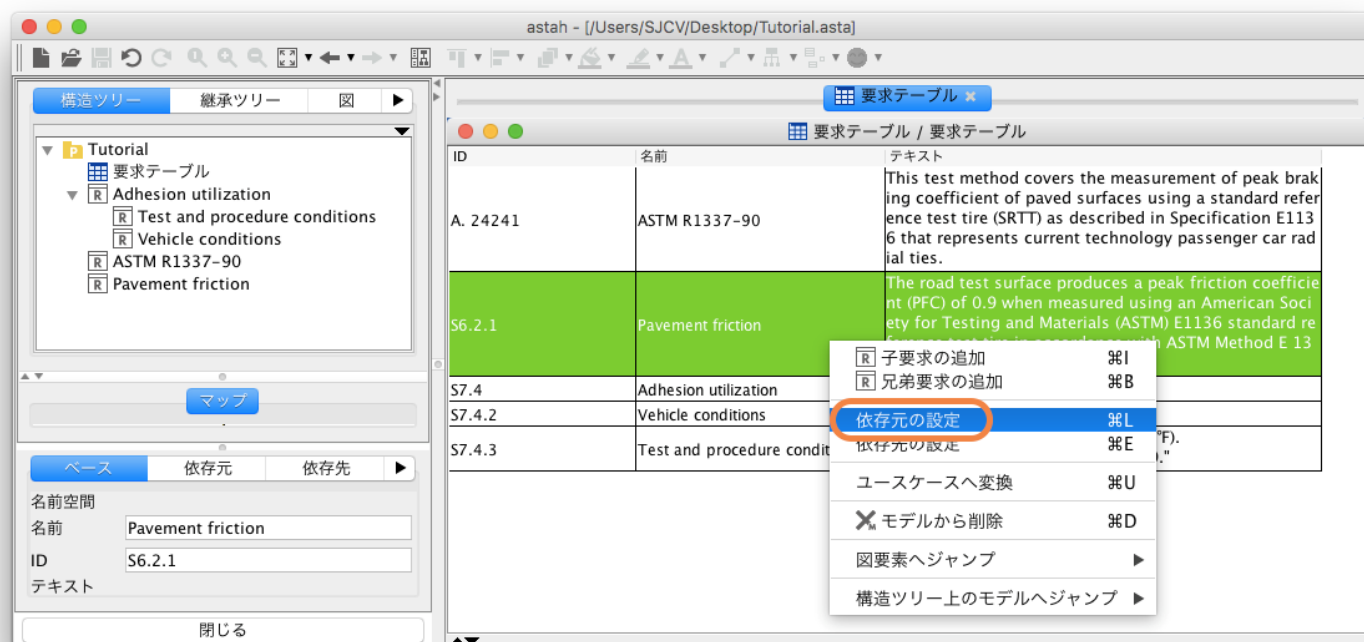 astah - [/Users/SJCV/Desktop/Tutorial.asta]
構造ツリー 継承ツリー 図
Tutorial
要求テーブル
Adhesion utilization
Test and procedure conditions
Vehicle conditions
ASTM R1337-90
Pavement friction
マップ
ベース 依存元 依存先
名前空間
名前 Pavement friction
ID S6.2.1
テキスト
閉じる
要求テーブル
要求テーブル / 要求テーブル
ID 名前 テキスト
A. 24241 ASTM R1337-90
This test method covers the measurement of peak brak
ing coefficient of paved surfaces using a standard refer
ence test tire (SRTT) as described in Specification E113
6 that represents current technology passenger car rad
ial ties.
S6.2.1 Pavement friction
The road test surface produces a peak friction coefficie
nt (PFC) of 0.9 when measured using an American Soci
ety for Testing and Materials (ASTM) E1136 standard re
ference test tire in accordance with ASTM Method E 13
S7.4 Adhesion utilization
S7.4.2 Vehicle conditions
S7.4.3 Test and procedure condit
°F).
."
子要求の追加 ⌘I
兄弟要求の追加 ⌘B
依存元の設定 ⌘L
依存先の設定 ⌘E
ユースケースへ変換 ⌘U
モデルから削除 ⌘D
図要素へジャンプ
構造ツリー上のモデルへジャンプ